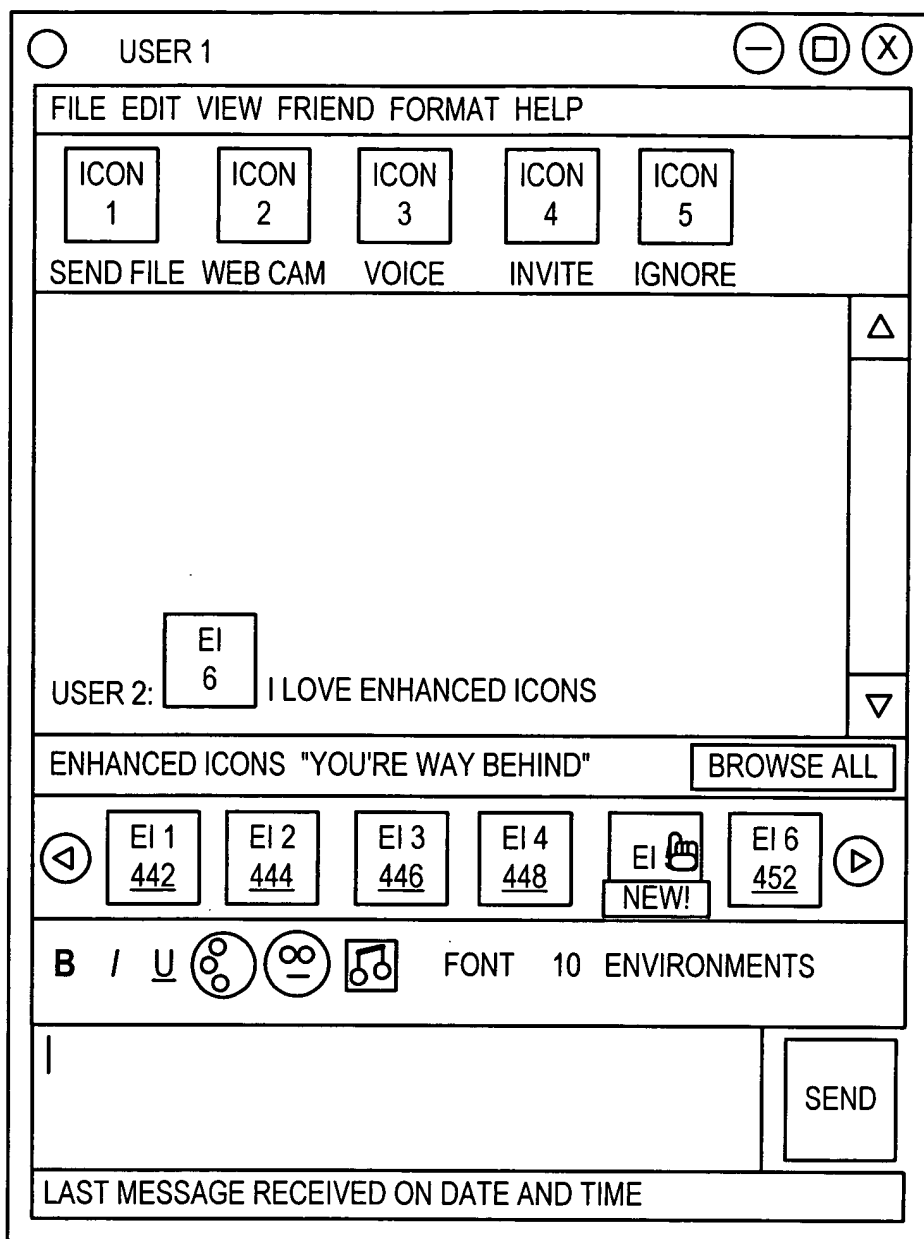 USER 1
X
FILE EDIT VIEW FRIEND FORMAT HELP
ICON 1 ICON 2 ICON 3 ICON 4 ICON 5
SEND FILE WEB CAM VOICE INVITE IGNORE
USER 2: EI 6 I LOVE ENHANCED ICONS
ENHANCED ICONS "YOU'RE WAY BEHIND" BROWSE ALL
EI 1 EI 2 EI 3 EI 4 EI EI 6
442 444 446 448 NEW! 452
B I U FONT 10 ENVIRONMENTS
SEND
LAST MESSAGE RECEIVED ON DATE AND TIME